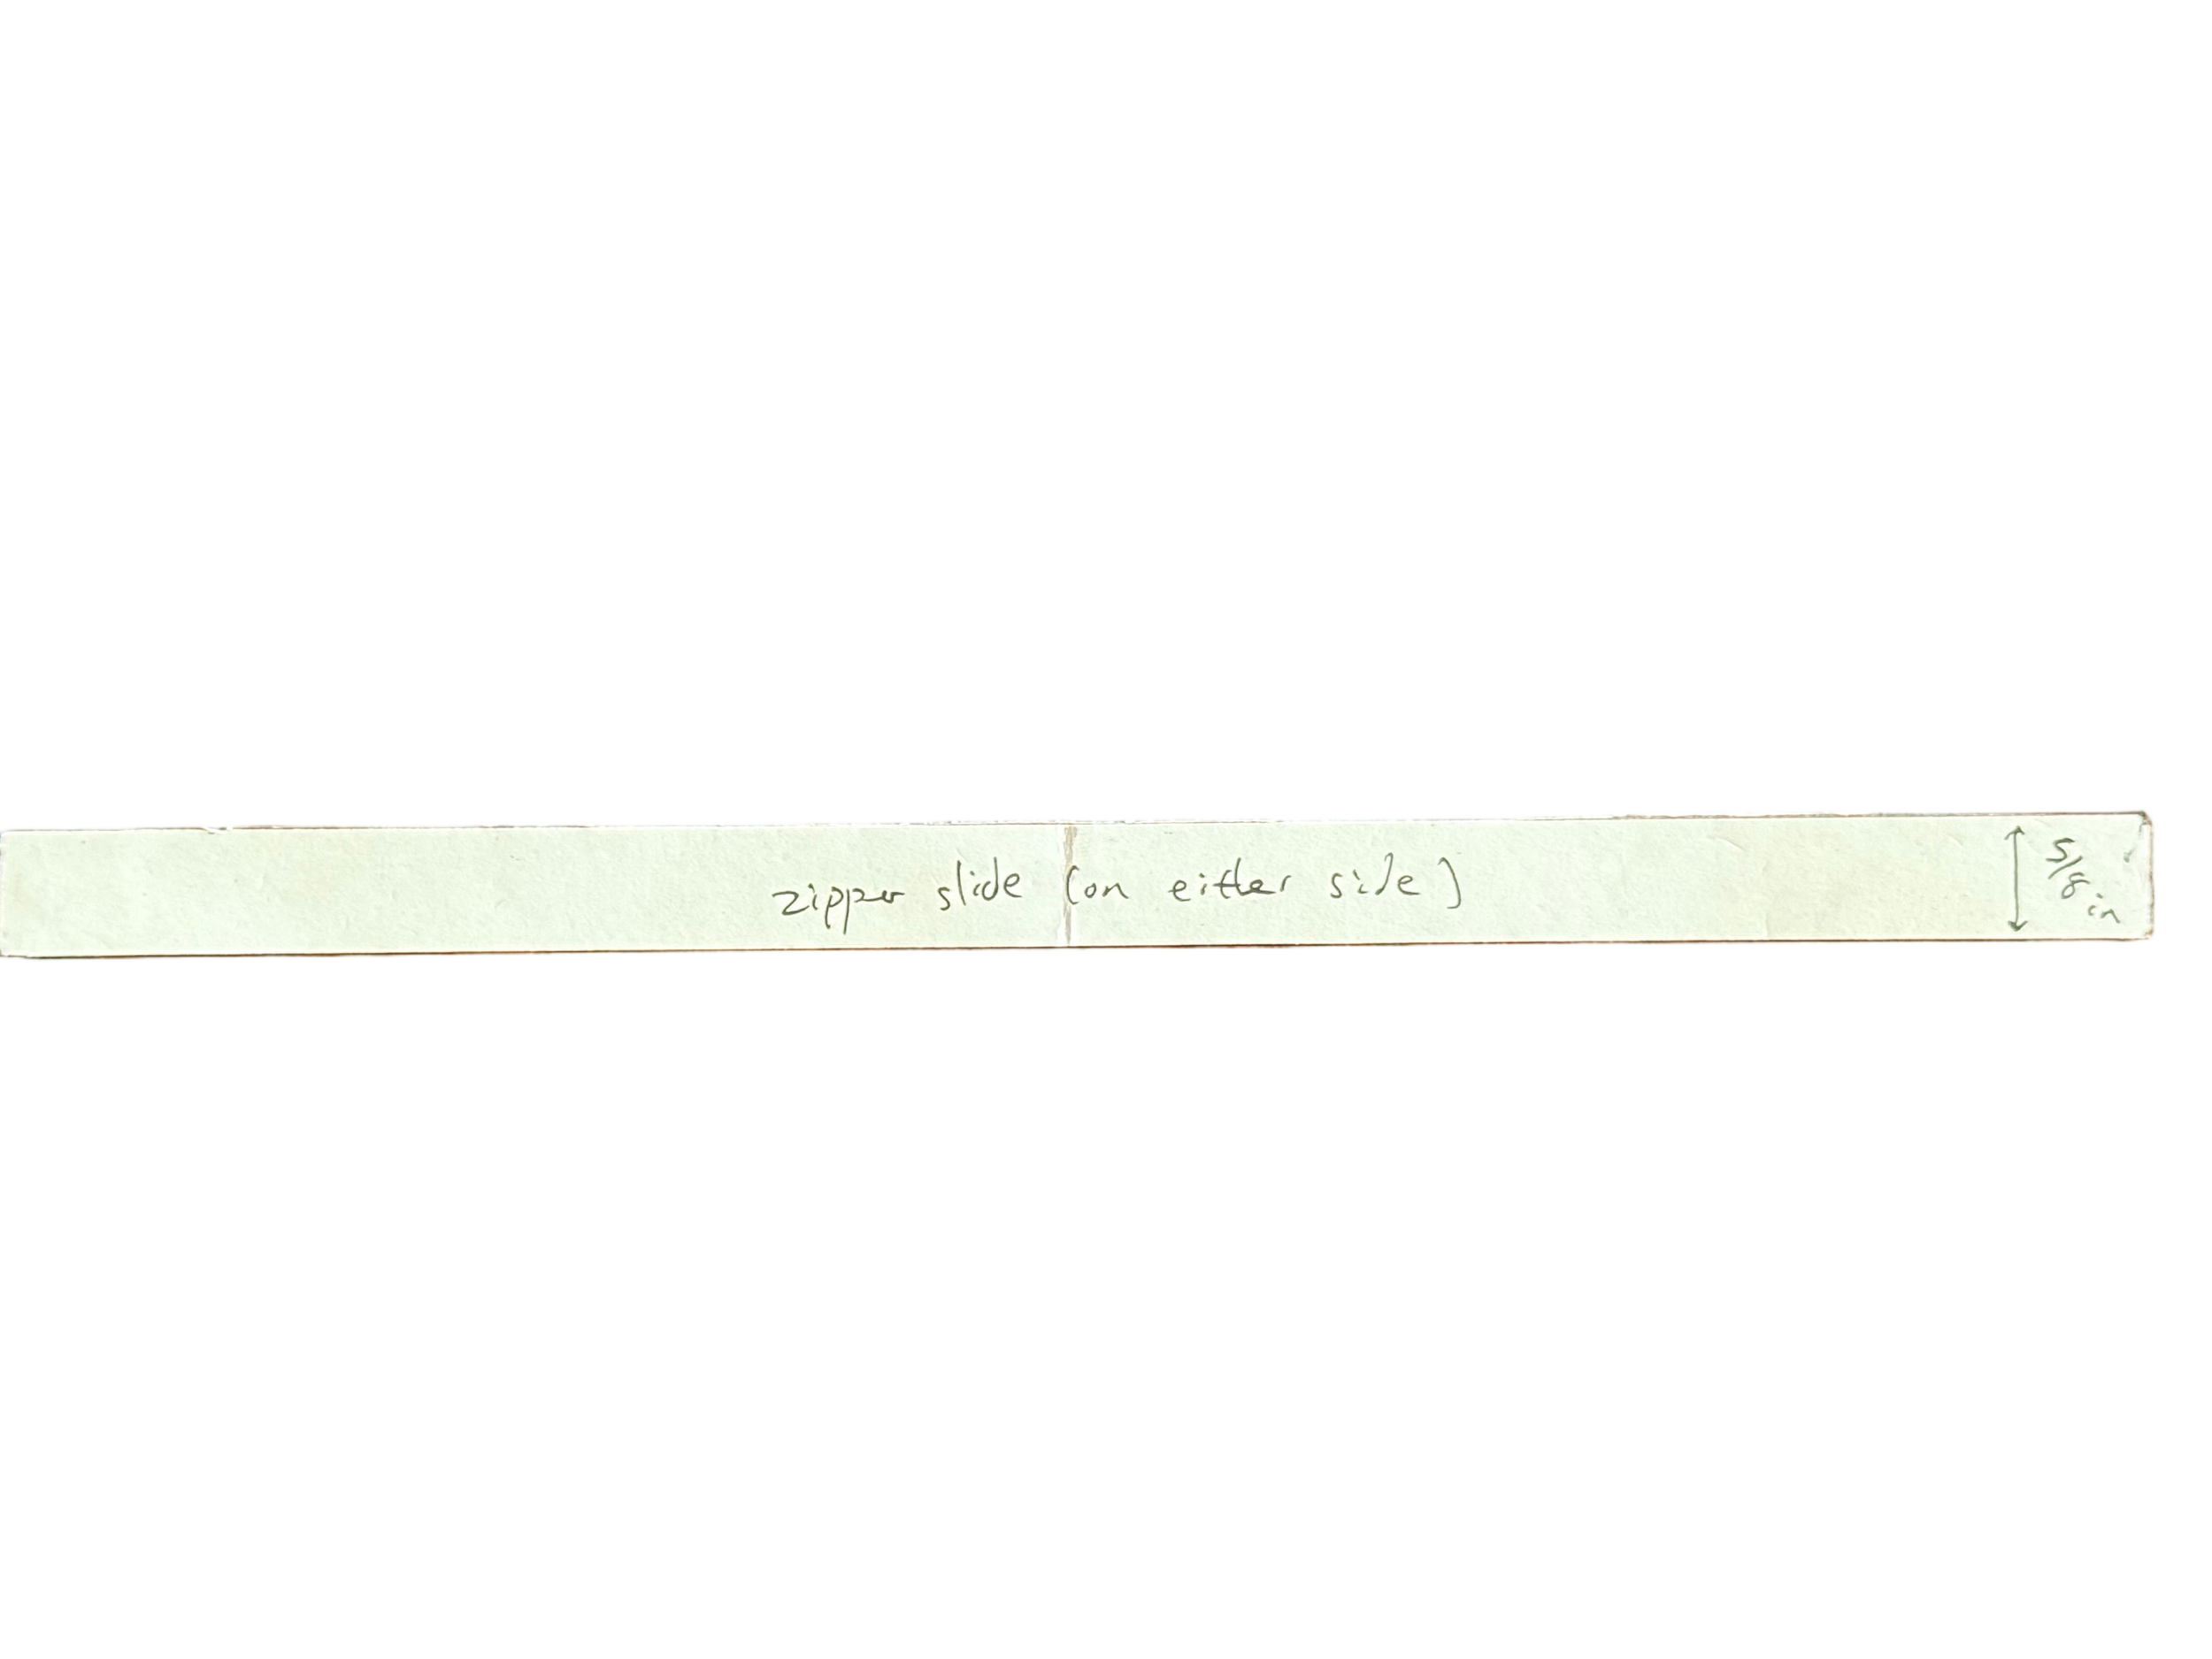 zipper slide (on either side)
5/8 in